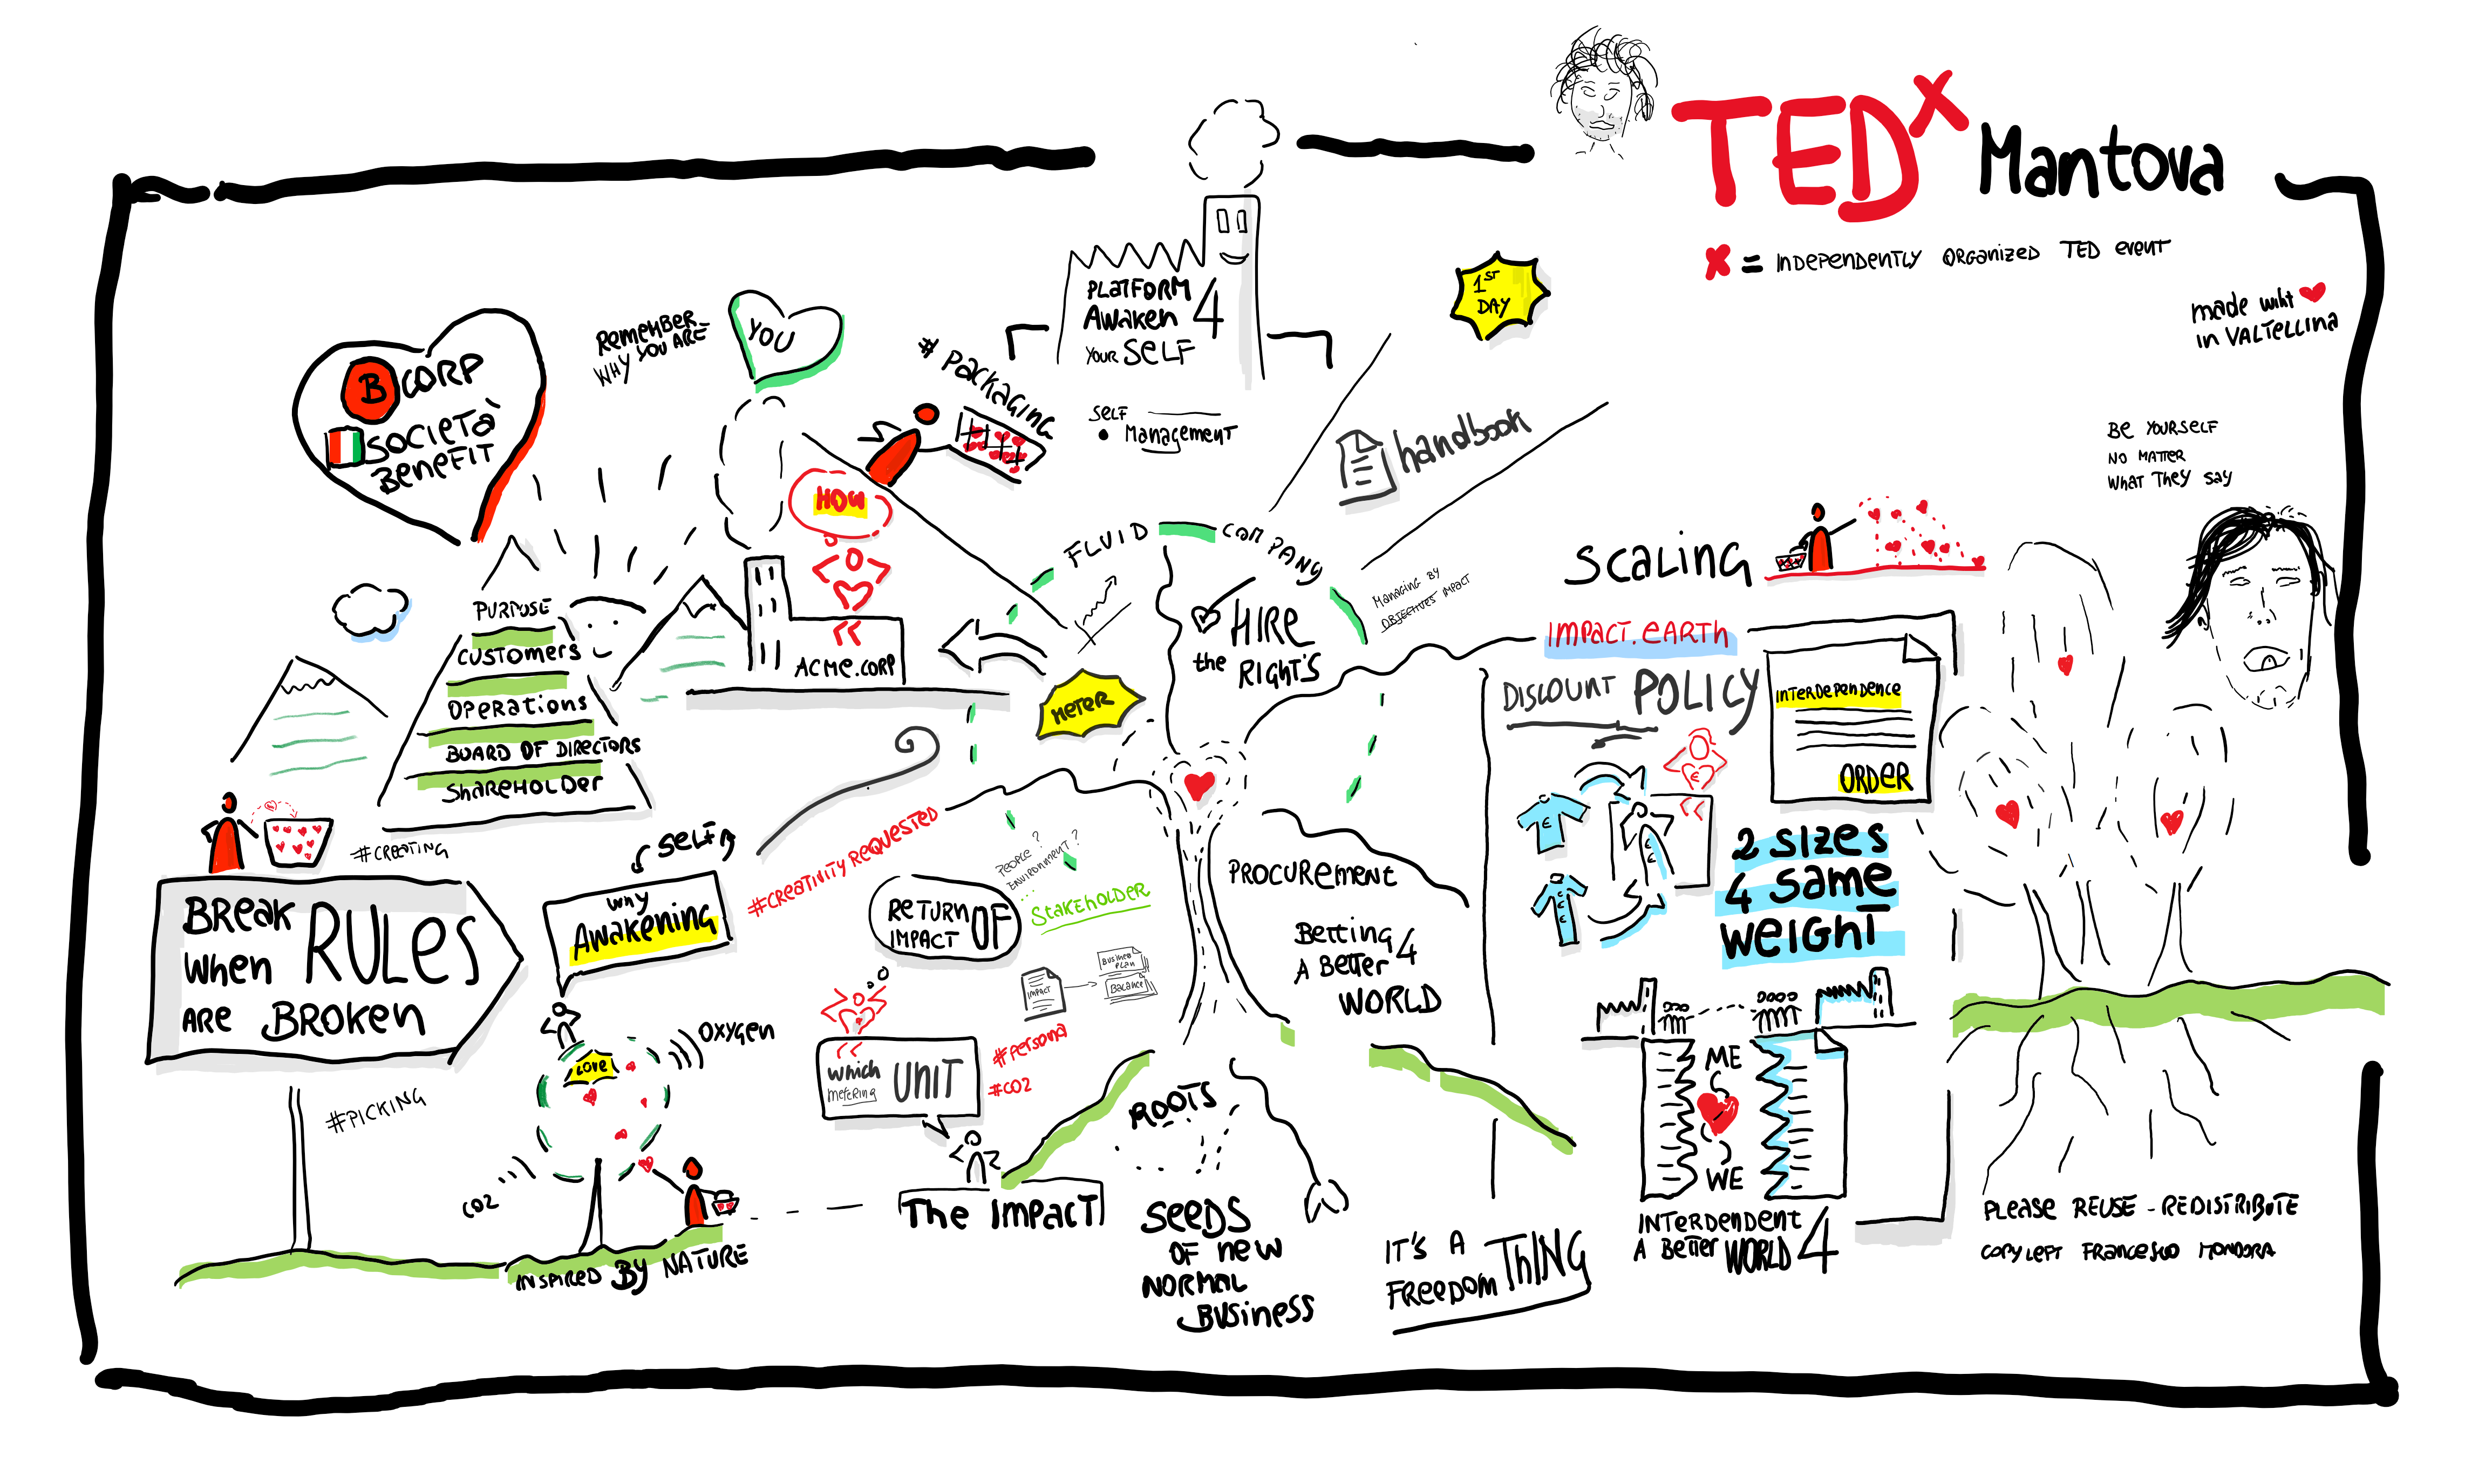 TEDx Mantova
x = INDEPENDENTLY ORGANIZED TED EVENT
made wiht
in VALTELLINA
1ST
DAY
PLATFORM
AWAKEN 4
YOUR SELF
SELF
• Management
# PACKAGING
REMEMBER
WHY YOU ARE
YOU
B CORP
SOCIETÀ
BENEFIT
HOW
ACME.CORP
PURPOSE
CUSTOMERS
OPERATIONS
BOARD OF DIRECTORS
SHAREHOLDER
#CREATING
BREAK
WHEN RULES
ARE BROKEN
#PICKING
SELF
WHY
AWAKENING
OXYGEN
LOVE
CO2
INSPIRED BY NATURE
handbook
FLUID COMPANY
MANAGING BY
OBJECTIVES IMPACT
HIRE
the RIGHT'S
METER
#CREATIVITY REQUESTED
PEOPLE?
ENVIRONMENT?
...
STAKEHOLDER
RETURN OF
IMPACT
IMPACT
BUSINESS
PLAN
BALANCE
#PERSONA
#CO2
which
metering UNIT
The IMPACT
ROOTS
SEEDS
OF new
NORMAL
BUSINESS
PROCUREMENT
Betting 4
A BETTER
WORLD
IT'S A
FREEDOM THING
SCALING
IMPACT.EARTH
DISCOUNT POLICY
€
€
€
€
€
€
€
€
INTERDEPENDENCE
ORDER
2 SIZES
4 SAME
WEIGHT
ME
WE
INTERDENDENT
A BETTER WORLD 4
BE YOURSELF
NO MATTER
WHAT THEY SAY
PLEASE REUSE - REDISTRIBUTE
COPYLEFT FRANCESCO MONDORA